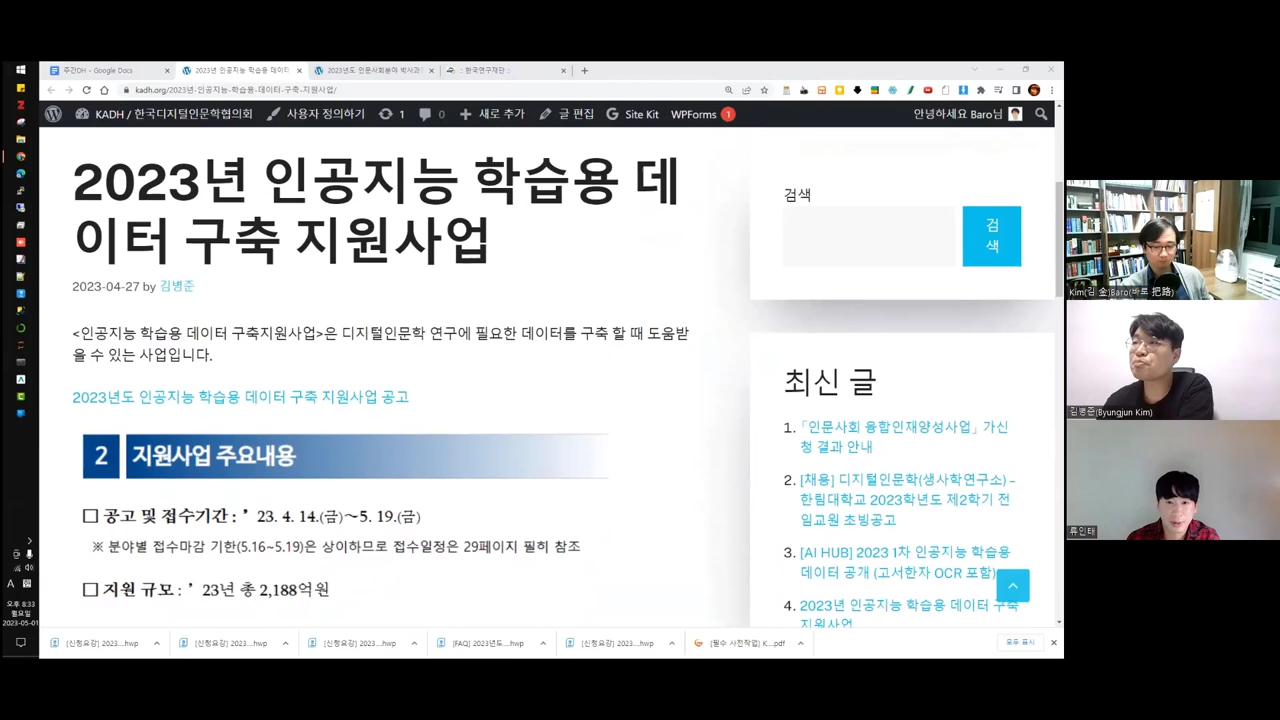 주간DH - Google Docs
2023년 인공지능 학습용 데이터
2023년도 인문사회분야 박사과
한국연구재단
kadh.org/2023년-인공지능-학습용-데이터-구축-지원사업/
KADH / 한국디지털인문학협의회
사용자 정의하기
1
0
새로 추가
글 편집
Site Kit
WPForms
1
안녕하세요 Baro님
2023년 인공지능 학습용 데
이터 구축 지원사업
2023-04-27 by 김병준
<인공지능 학습용 데이터 구축지원사업>은 디지털인문학 연구에 필요한 데이터를 구축 할 때 도움받
을 수 있는 사업입니다.
2023년도 인공지능 학습용 데이터 구축 지원사업 공고
2 지원사업 주요내용
□ 공고 및 접수기간 : ’ 23. 4. 14.(금)～5. 19.(금)
※ 분야별 접수마감 기한(5.16~5.19)은 상이하므로 접수일정은 29페이지 필히 참조
□ 지원 규모 : ’ 23년 총 2,188억원
검색
검
색
최신 글
1. 「인문사회 융합인재양성사업」 가신
청 결과 안내
2. [채용] 디지털인문학(생사학연구소) –
한림대학교 2023학년도 제2학기 전
임교원 초빙공고
3. [AI HUB] 2023 1차 인공지능 학습용
데이터 공개 (고서한자 OCR 포함)
4. 2023년 인공지능 학습용 데이터 구축
지원사업
[신청요강] 2023....hwp
[신청요강] 2023....hwp
[신청요강] 2023....hwp
[FAQ] 2023년도....hwp
[신청요강] 2023....hwp
[필수 사전작업] K....pdf
모두 표시
A
오후 8:33
월요일
2023-05-01
Kim(김 金)Baro(바로 把路)
김병준(Byungjun Kim)
류인태